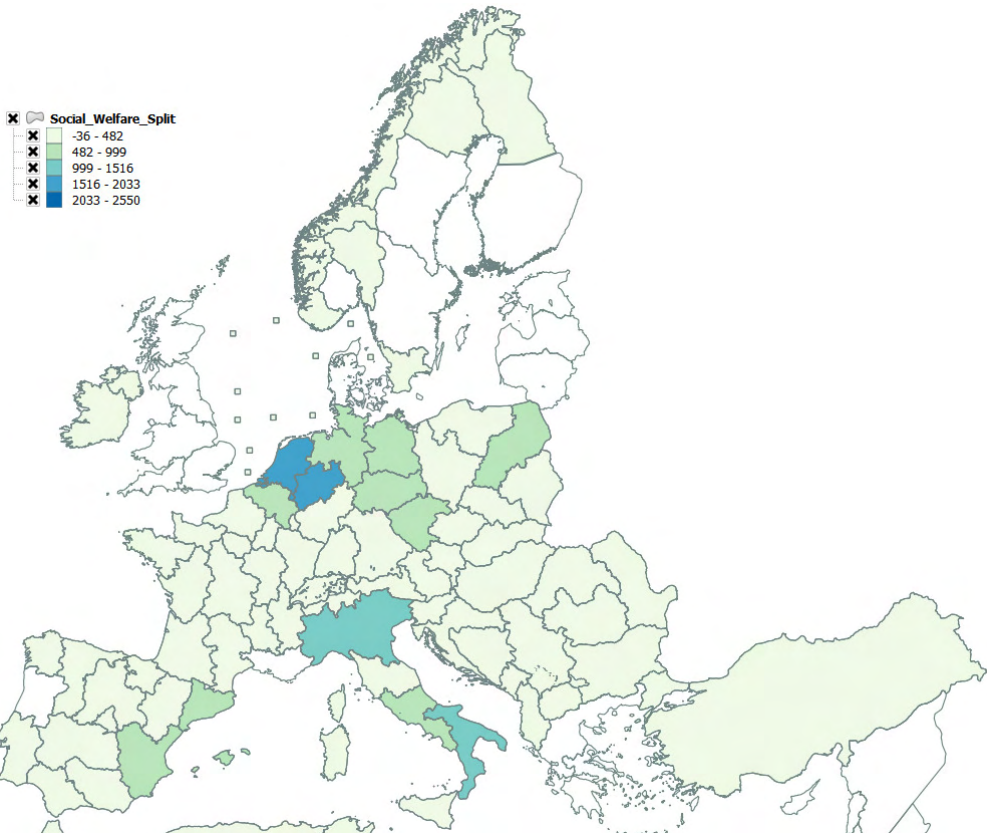 Social_Welfare_Split
-36 - 482
482 - 999
999 - 1516
1516 - 2033
2033 - 2550